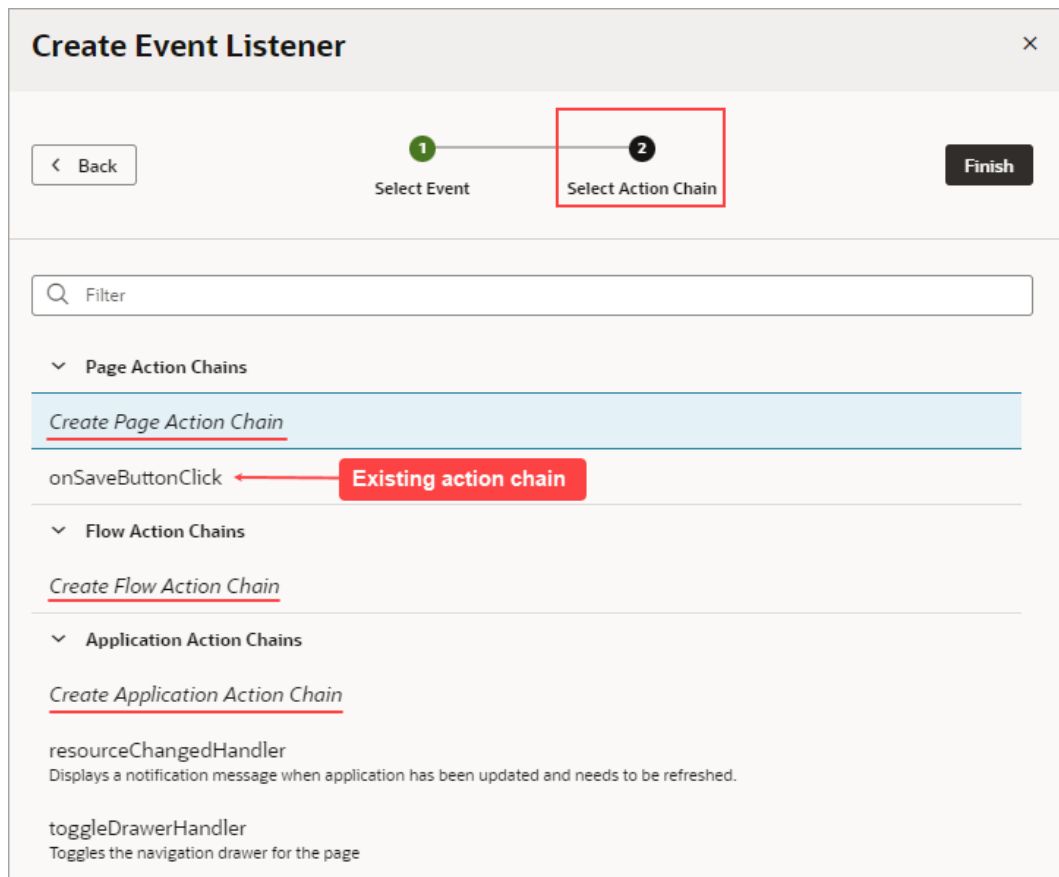 Create Event Listener
Back
1
2
Select Event
Select Action Chain
Finish
Filter
Page Action Chains
Create Page Action Chain
onSaveButtonClick
Existing action chain
Flow Action Chains
Create Flow Action Chain
Application Action Chains
Create Application Action Chain
resourceChangedHandler
Displays a notification message when application has been updated and needs to be refreshed.
toggleDrawerHandler
Toggles the navigation drawer for the page